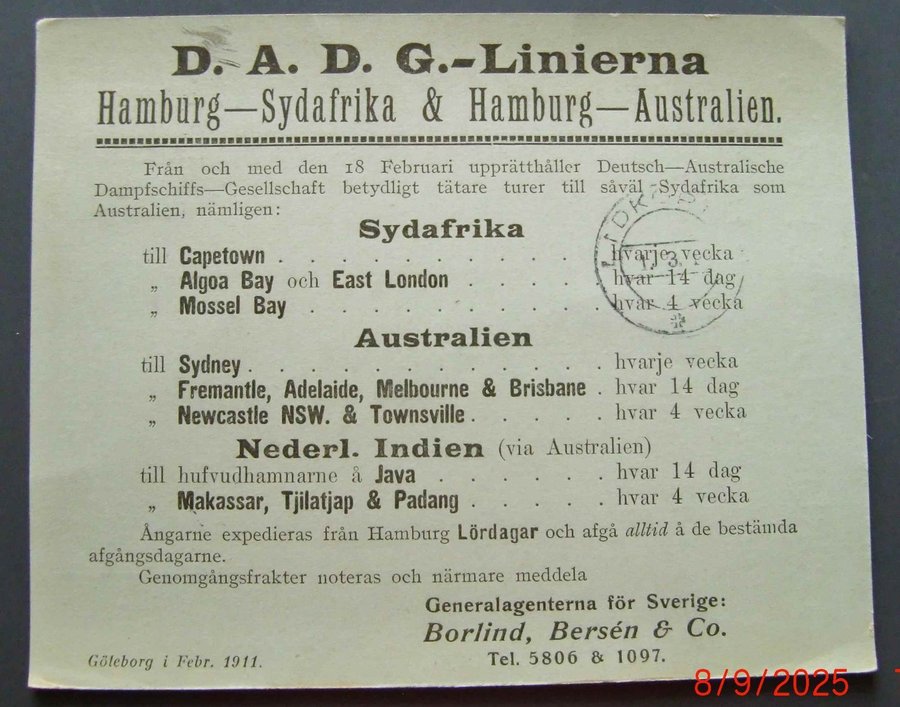 D. A. D. G.-Linierna
Hamburg—Sydafrika & Hamburg—Australien.
Från och med den 18 Februari upprätthåller Deutsch—Australische
Dampfschiffs—Gesellschaft betydligt tätare turer till såväl Sydafrika som
Australien, nämligen:
Sydafrika
till Capetown . . . . . . . . . . . hvarje vecka
„ Algoa Bay och East London . . . . . hvar 14 dag
„ Mossel Bay . . . . . . . . . . hvar 4 vecka
LIDKÖPING
1. 3.
Australien
till Sydney . . . . . . . . . . . . hvarje vecka
„ Fremantle, Adelaide, Melbourne & Brisbane . hvar 14 dag
„ Newcastle NSW. & Townsville . . . . . hvar 4 vecka
Nederl. Indien (via Australien)
till hufvudhamnarne å Java . . . . . . hvar 14 dag
„ Makassar, Tjilatjap & Padang . . . . . hvar 4 vecka
Ångarne expedieras från Hamburg Lördagar och afgå alltid å de bestämda
afgångsdagarne.
Genomgångsfrakter noteras och närmare meddela
Generalagenterna för Sverige:
Borlind, Bersén & Co.
Tel. 5806 & 1097.
Göteborg i Febr. 1911.
8/9/2025